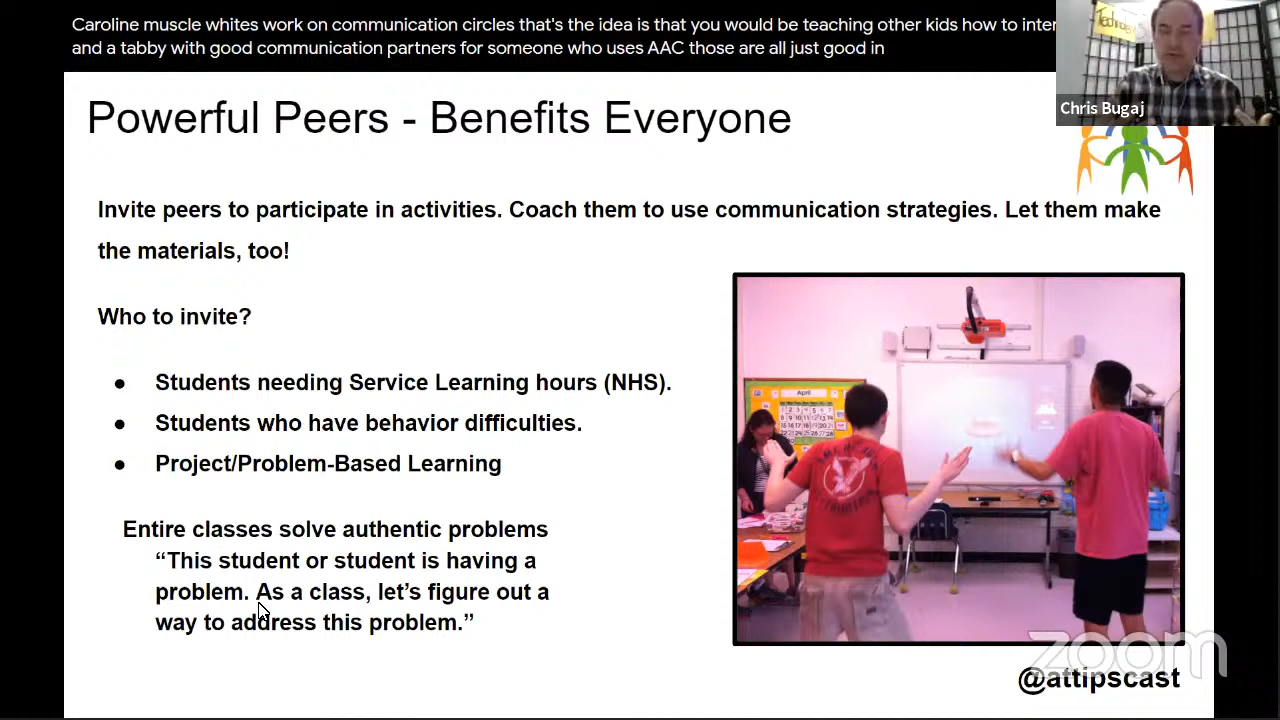 Caroline muscle whites work on communication circles that's the idea is that you would be teaching other kids how to inter
and a tabby with good communication partners for someone who uses AAC those are all just good in
Chris Bugaj
Powerful Peers - Benefits Everyone
Invite peers to participate in activities. Coach them to use communication strategies. Let them make
the materials, too!
Who to invite?
● Students needing Service Learning hours (NHS).
● Students who have behavior difficulties.
● Project/Problem-Based Learning
Entire classes solve authentic problems
“This student or student is having a
problem. As a class, let’s figure out a
way to address this problem.”
April
zoom
@attipscast